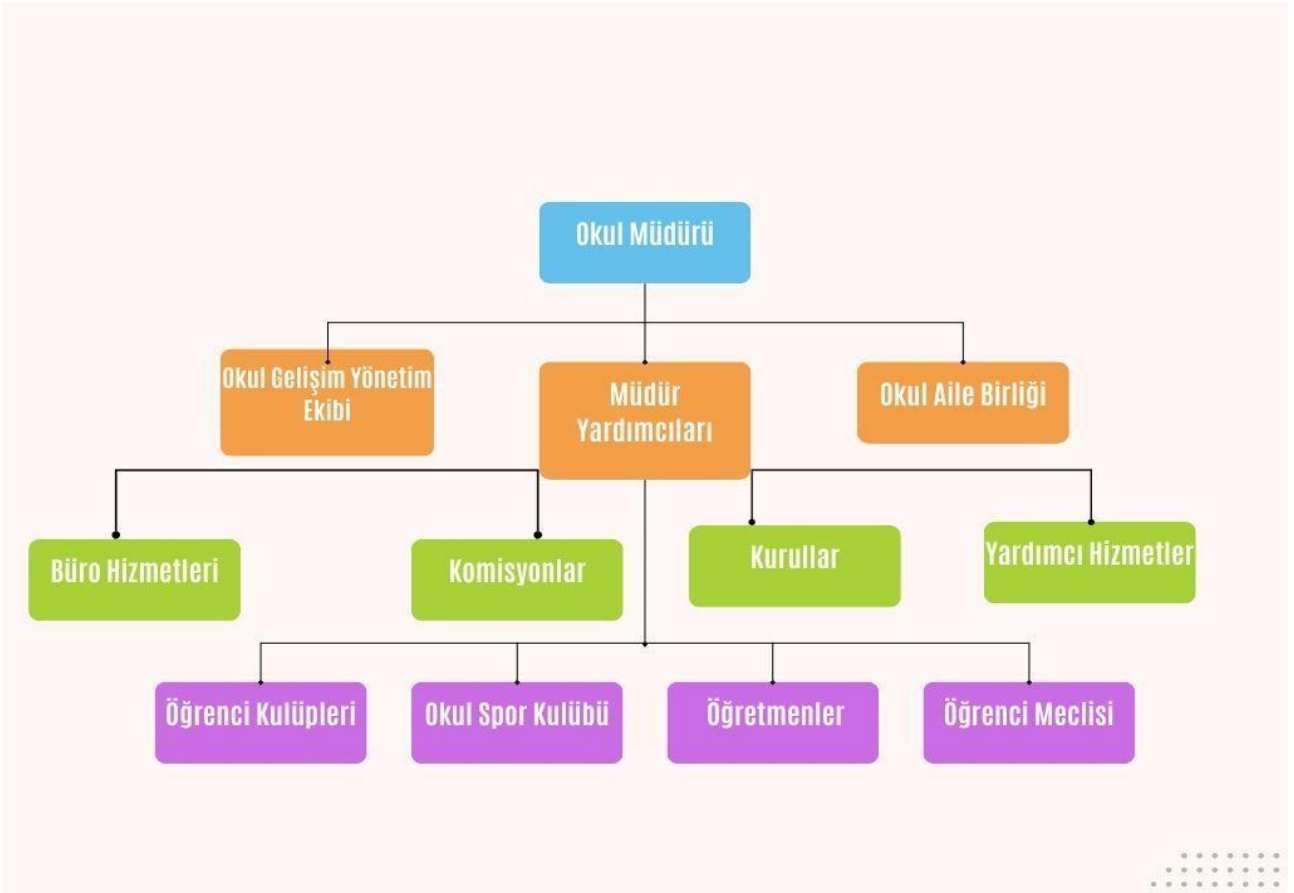 Okul Müdürü
Okul Gelişim Yönetim
Ekibi
Müdür
Yardımcıları
Okul Aile Birliği
Büro Hizmetleri
Komisyonlar
Kurullar
Yardımcı Hizmetler
Öğrenci Kulüpleri
Okul Spor Kulübü
Öğretmenler
Öğrenci Meclisi